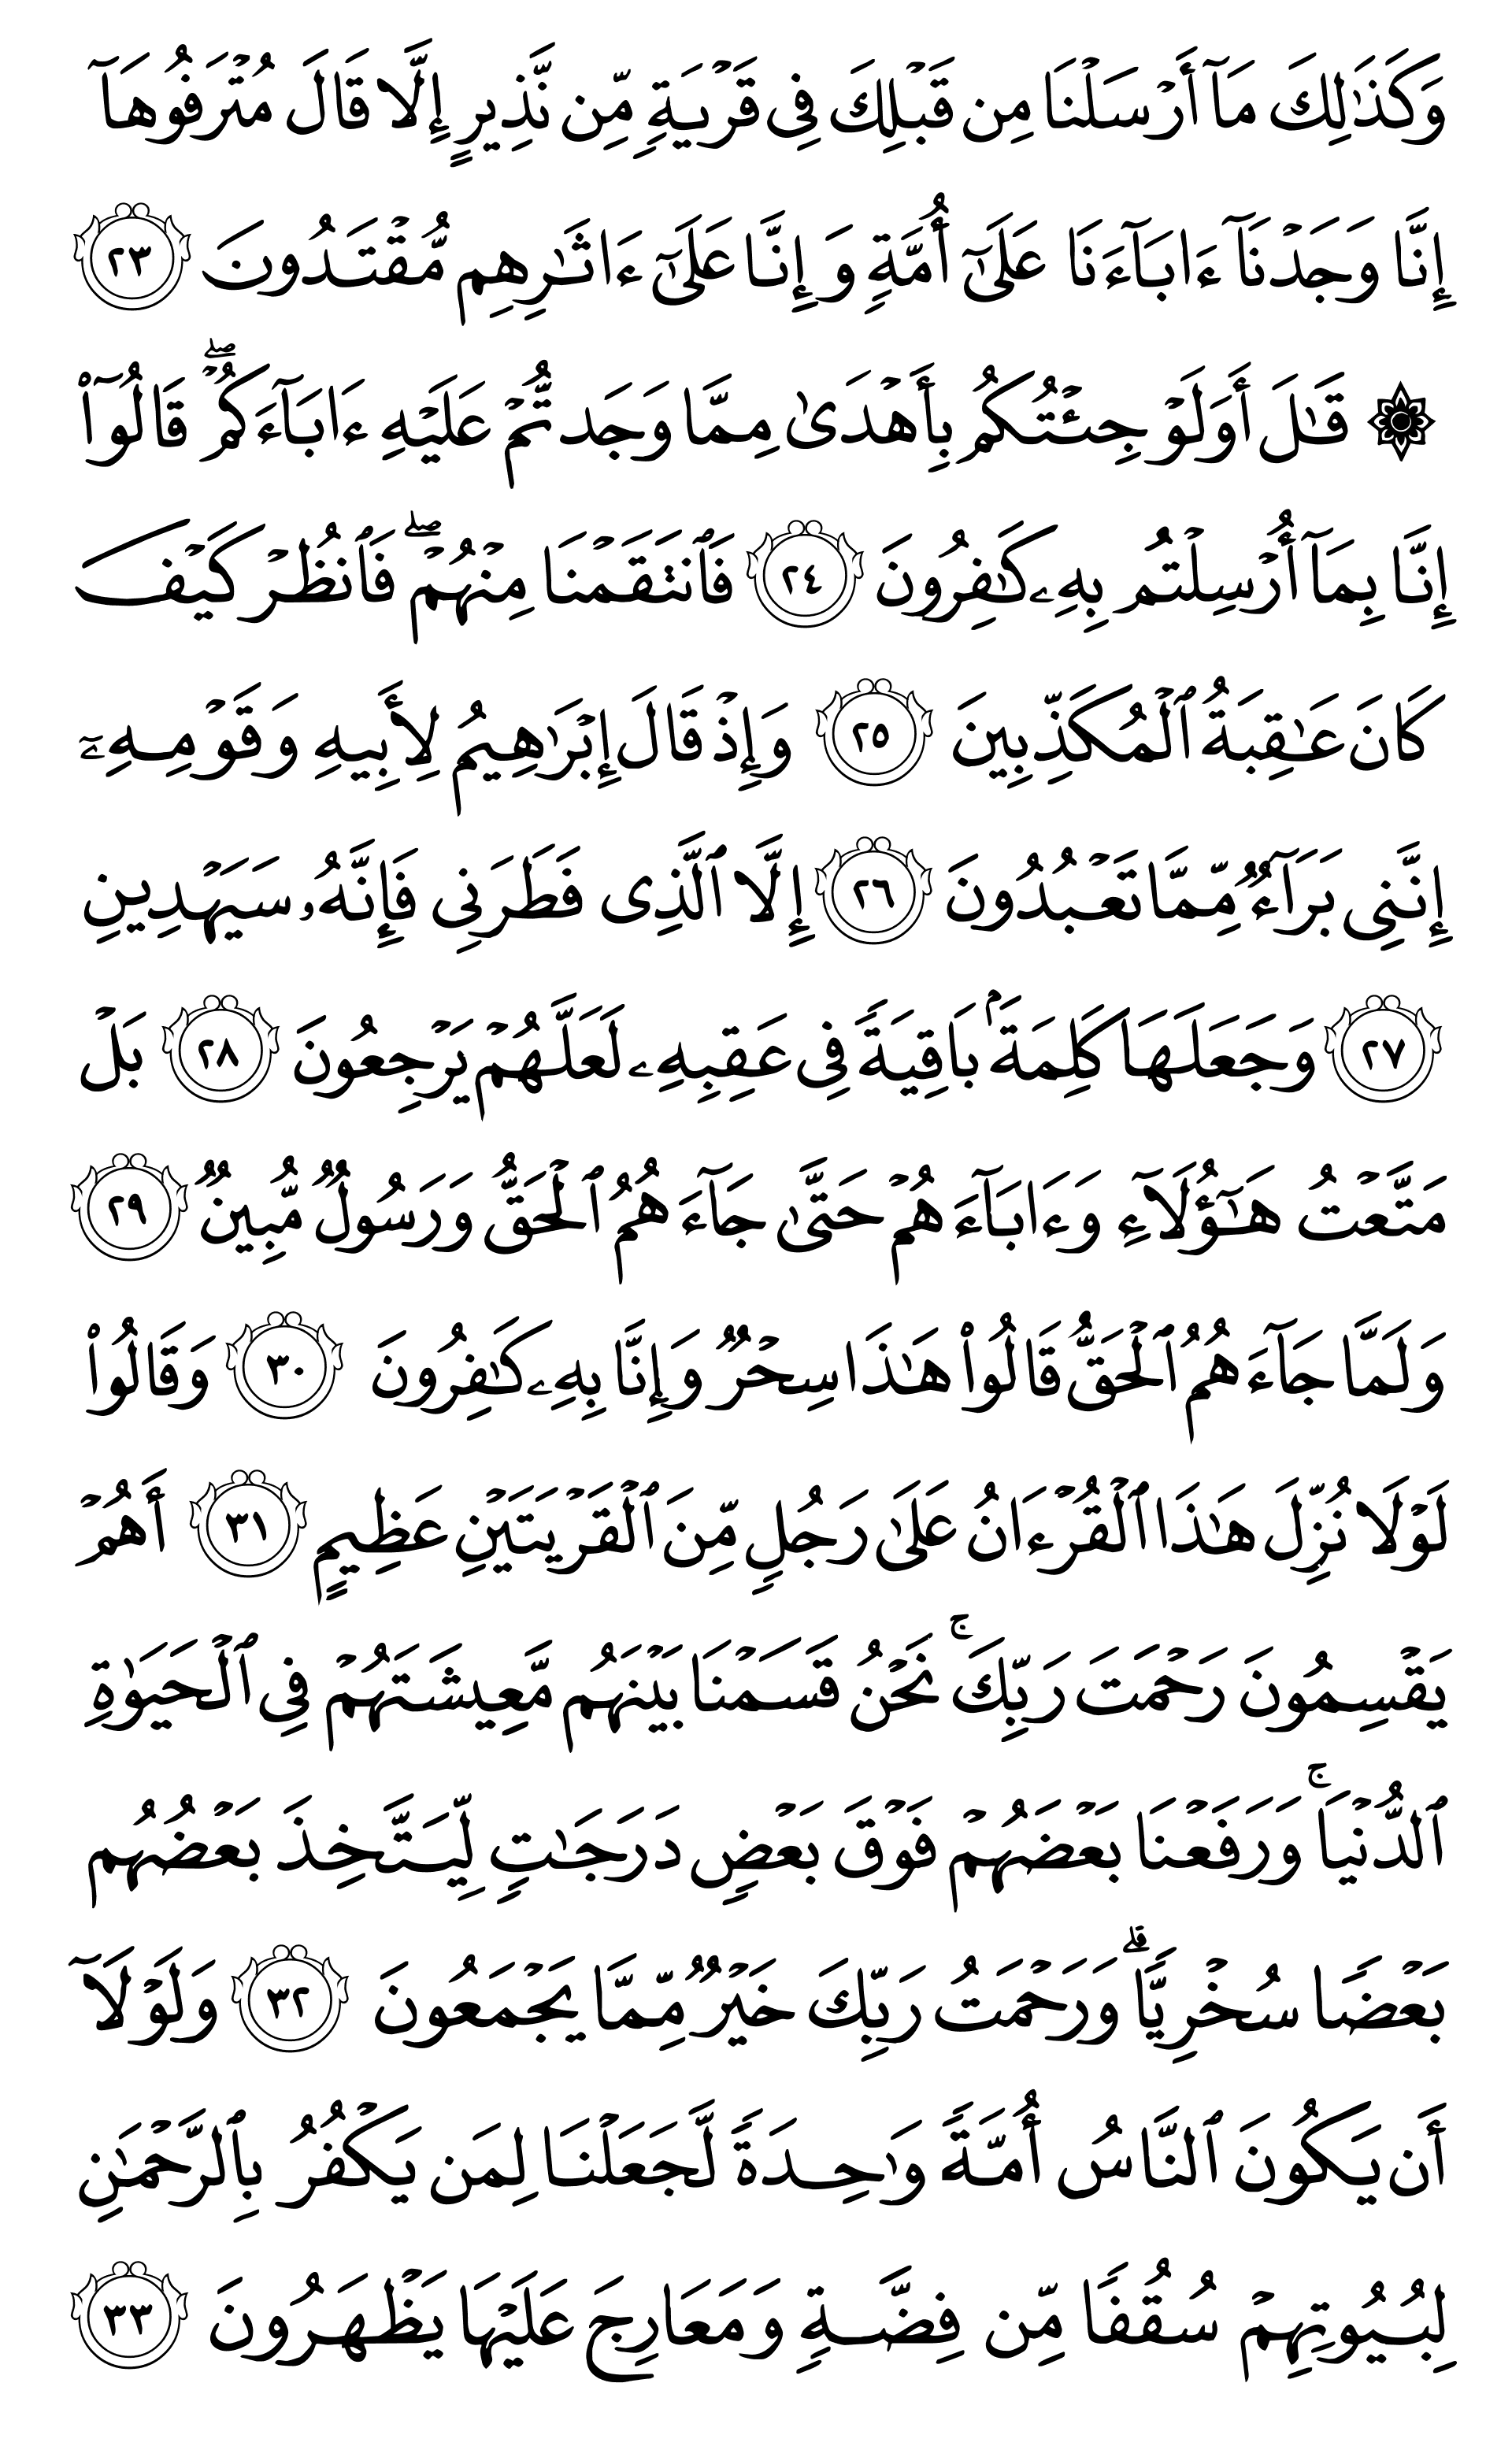 وَكَذَٰلِكَ مَآ أَرۡسَلۡنَا مِن قَبۡلِكَ فِى قَرۡيَةٍ مِّن نَّذِيرٍ إِلَّا قَالَ مُتۡرَفُوهَآ
إِنَّا وَجَدۡنَآ ءَابَآءَنَا عَلَىٰٓ أُمَّةٍ وَإِنَّا عَلَىٰٓ ءَاثَٰرِهِم مُّقۡتَدُونَ ٢٣
۞ قَٰلَ أَوَلَوۡ جِئۡتُكُم بِأَهۡدَىٰ مِمَّا وَجَدتُّمۡ عَلَيۡهِ ءَابَآءَكُمۡۖ قَالُوٓاْ
إِنَّا بِمَآ أُرۡسِلۡتُم بِهِۦ كَٰفِرُونَ ٢٤ فَٱنتَقَمۡنَا مِنۡهُمۡۖ فَٱنظُرۡ كَيۡفَ
كَانَ عَٰقِبَةُ ٱلۡمُكَذِّبِينَ ٢٥ وَإِذۡ قَالَ إِبۡرَٰهِيمُ لِأَبِيهِ وَقَوۡمِهِۦٓ
إِنَّنِى بَرَآءٌ مِّمَّا تَعۡبُدُونَ ٢٦ إِلَّا ٱلَّذِى فَطَرَنِى فَإِنَّهُۥ سَيَهۡدِينِ
٢٧ وَجَعَلَهَا كَلِمَةَۢ بَاقِيَةً فِى عَقِبِهِۦ لَعَلَّهُمۡ يَرۡجِعُونَ ٢٨ بَلۡ
مَتَّعۡتُ هَٰٓؤُلَآءِ وَءَابَآءَهُمۡ حَتَّىٰ جَآءَهُمُ ٱلۡحَقُّ وَرَسُولٌ مُّبِينٌ ٢٩
وَلَمَّا جَآءَهُمُ ٱلۡحَقُّ قَالُواْ هَٰذَا سِحۡرٌ وَإِنَّا بِهِۦ كَٰفِرُونَ ٣٠ وَقَالُواْ
لَوۡلَا نُزِّلَ هَٰذَا ٱلۡقُرۡءَانُ عَلَىٰ رَجُلٍ مِّنَ ٱلۡقَرۡيَتَيۡنِ عَظِيمٍ ٣١ أَهُمۡ
يَقۡسِمُونَ رَحۡمَتَ رَبِّكَۚ نَحۡنُ قَسَمۡنَا بَيۡنَهُم مَّعِيشَتَهُمۡ فِى ٱلۡحَيَوٰةِ
ٱلدُّنۡيَاۚ وَرَفَعۡنَا بَعۡضَهُمۡ فَوۡقَ بَعۡضٍ دَرَجَٰتٍ لِّيَتَّخِذَ بَعۡضُهُم
بَعۡضًا سُخۡرِيًّاۗ وَرَحۡمَتُ رَبِّكَ خَيۡرٌ مِّمَّا يَجۡمَعُونَ ٣٢ وَلَوۡلَآ
أَن يَكُونَ ٱلنَّاسُ أُمَّةً وَٰحِدَةً لَّجَعَلۡنَا لِمَن يَكۡفُرُ بِٱلرَّحۡمَٰنِ
لِبُيُوتِهِمۡ سُقُفًا مِّن فِضَّةٍ وَمَعَارِجَ عَلَيۡهَا يَظۡهَرُونَ ٣٣